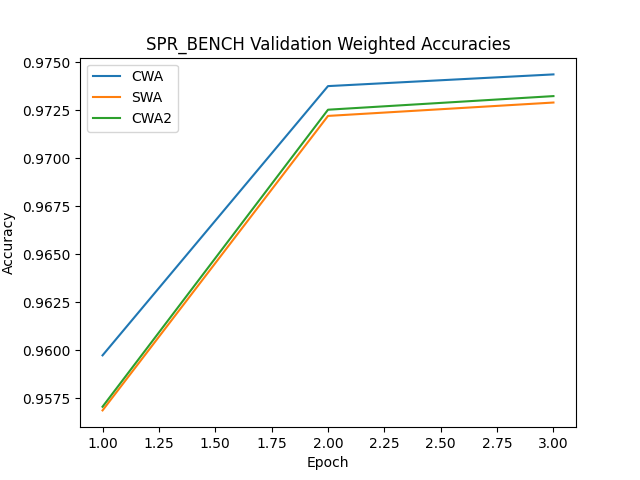 SPR_BENCH Validation Weighted Accuracies
CWA
SWA
CWA2
Accuracy
0.9750
0.9725
0.9700
0.9675
0.9650
0.9625
0.9600
0.9575
1.00 1.25 1.50 1.75 2.00 2.25 2.50 2.75 3.00
Epoch